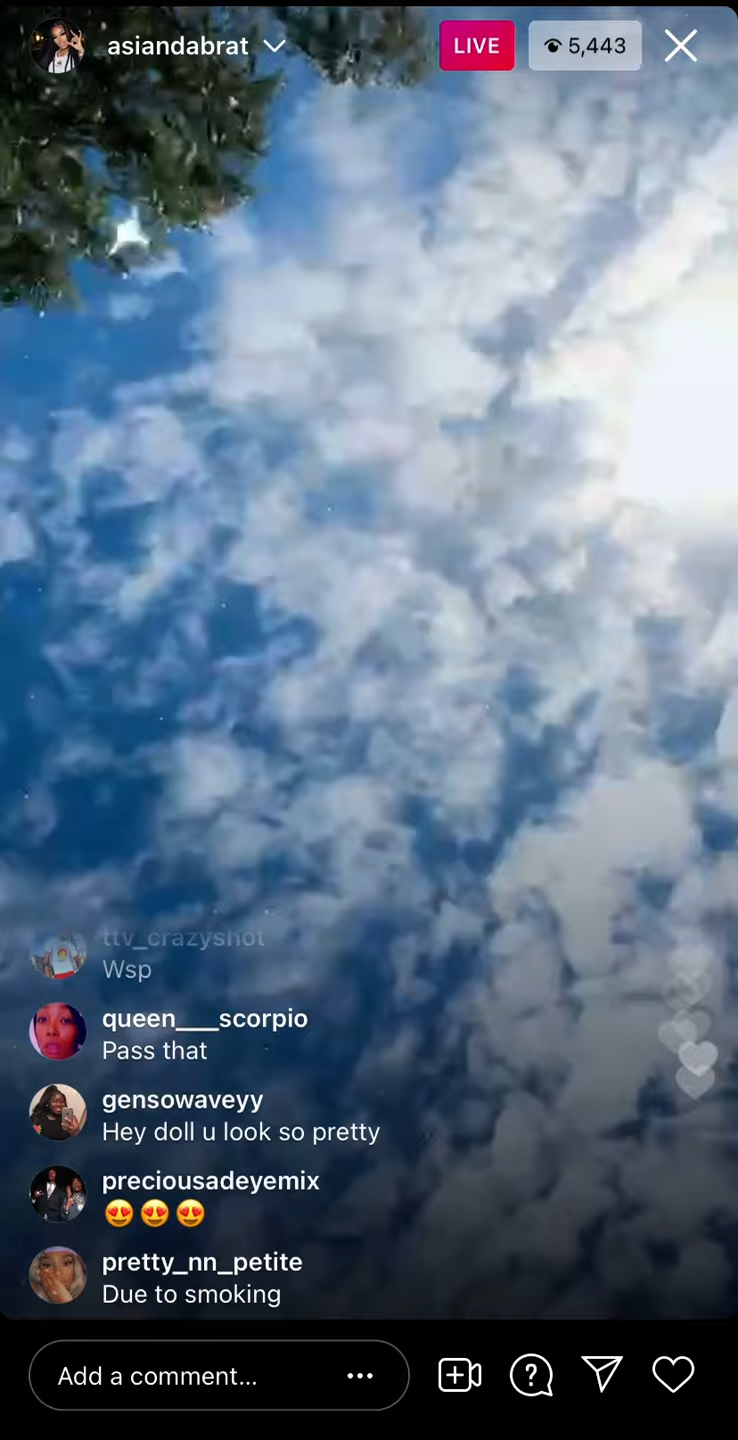 asiandabrat
LIVE
5,443
ttv_crazyshot
Wsp
queen___scorpio
Pass that
gensowaveyy
Hey doll u look so pretty
preciousadeyemix
😍😍😍
pretty_nn_petite
Due to smoking
Add a comment...